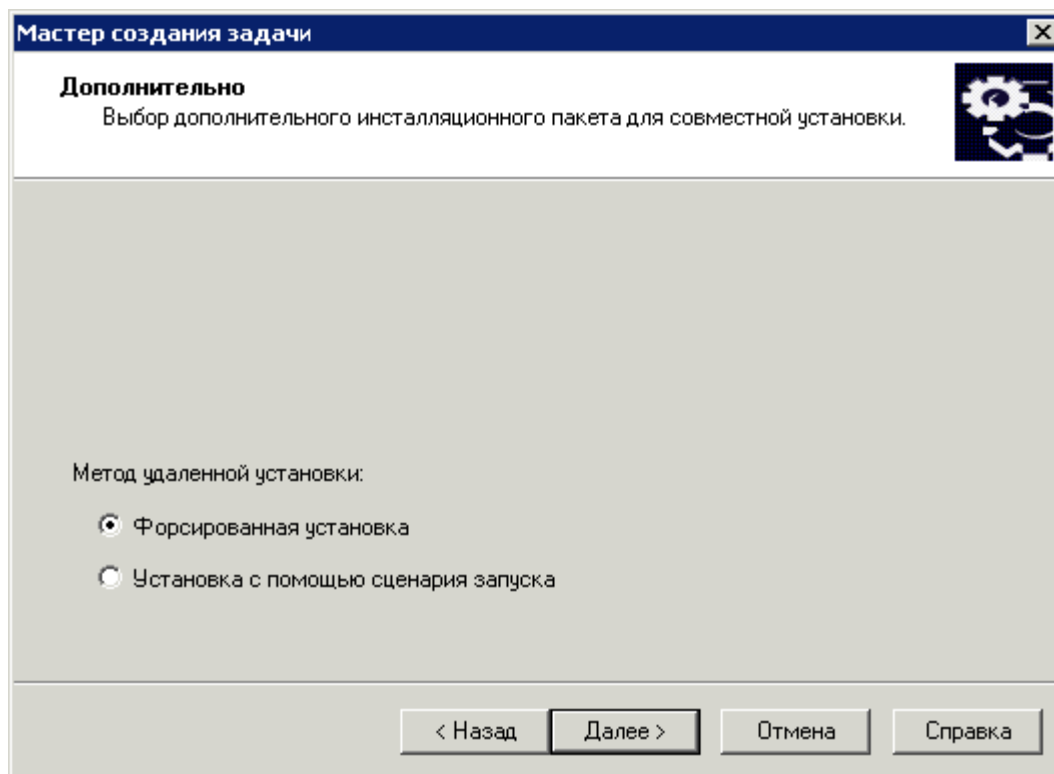 Мастер создания задачи
Дополнительно
Выбор дополнительного инсталляционного пакета для совместной установки.
Метод удаленной установки:
Форсированная установка
Установка с помощью сценария запуска
< Назад
Далее >
Отмена
Справка